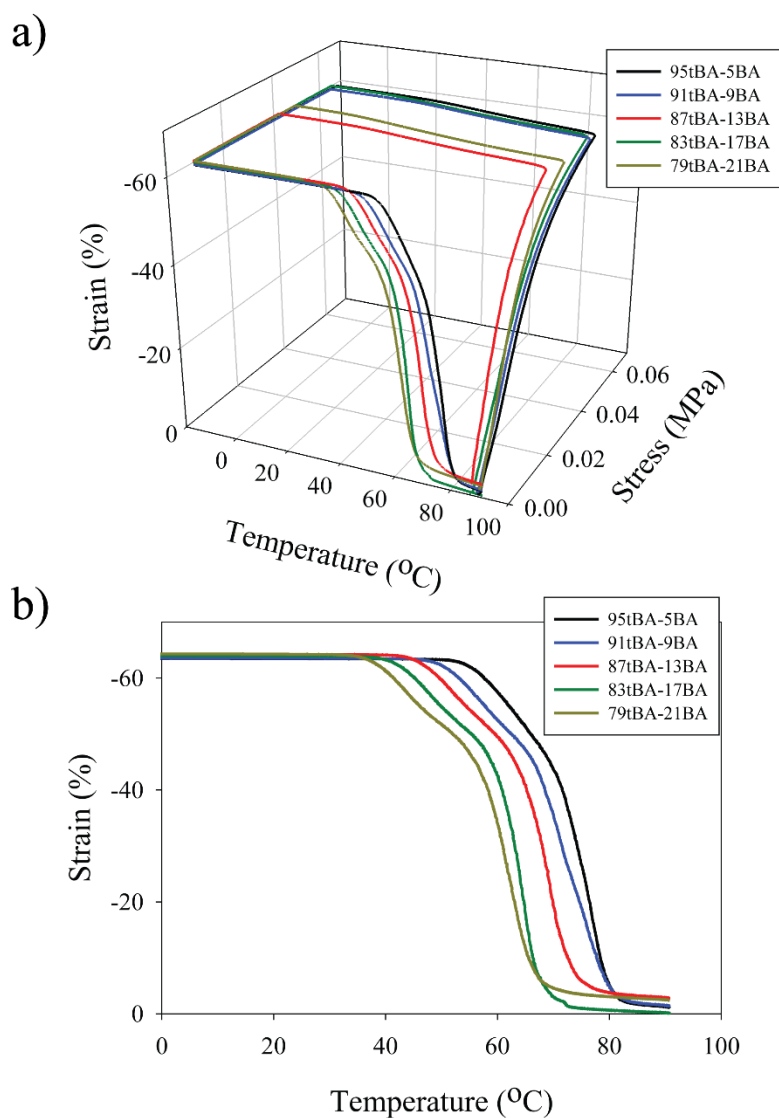 a)
95tBA-5BA
91tBA-9BA
87tBA-13BA
83tBA-17BA
79tBA-21BA
Strain (%)
-60
-40
-20
0
0
20
40
60
80
100
Temperature (ºC)
0.00
0.02
0.04
0.06
Stress (MPa)
b)
95tBA-5BA
91tBA-9BA
87tBA-13BA
83tBA-17BA
79tBA-21BA
Strain (%)
-60
-40
-20
0
0
20
40
60
80
100
Temperature (ºC)